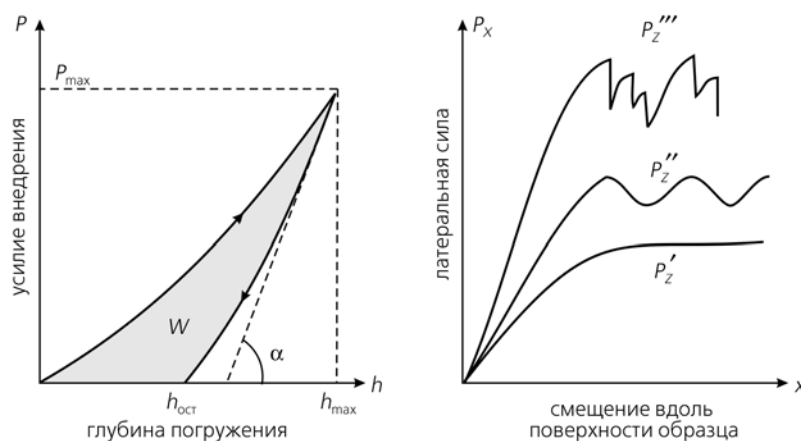 P
P_max
усилие внедрения
W
α
h
h_ост
h_max
глубина погружения
P_X
P_Z'''
латеральная сила
P_Z''
P_Z'
x
смещение вдоль
поверхности образца